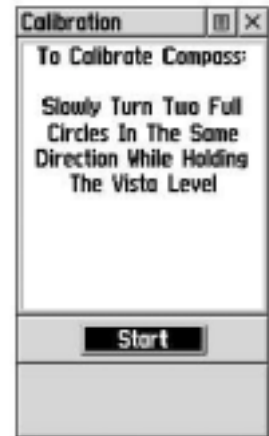 Calibration
To Calibrate Compass:
Slowly Turn Two Full
Circles In The Same
Direction While Holding
The Vista Level
Start